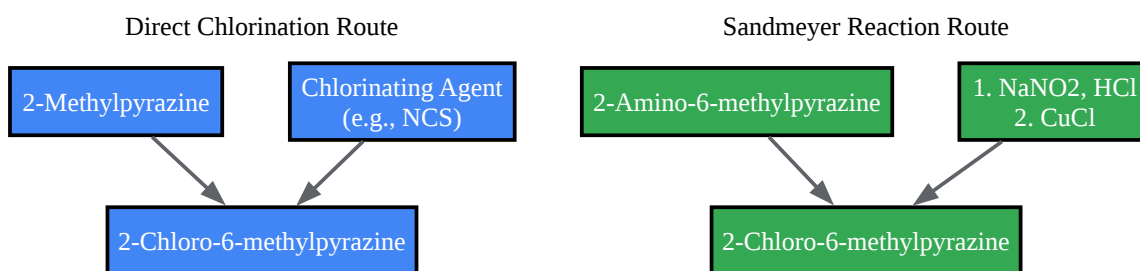 Direct Chlorination Route
2-Methylpyrazine
Chlorinating Agent
(e.g., NCS)
2-Chloro-6-methylpyrazine
Sandmeyer Reaction Route
2-Amino-6-methylpyrazine
1. NaNO2, HCl
2. CuCl
2-Chloro-6-methylpyrazine